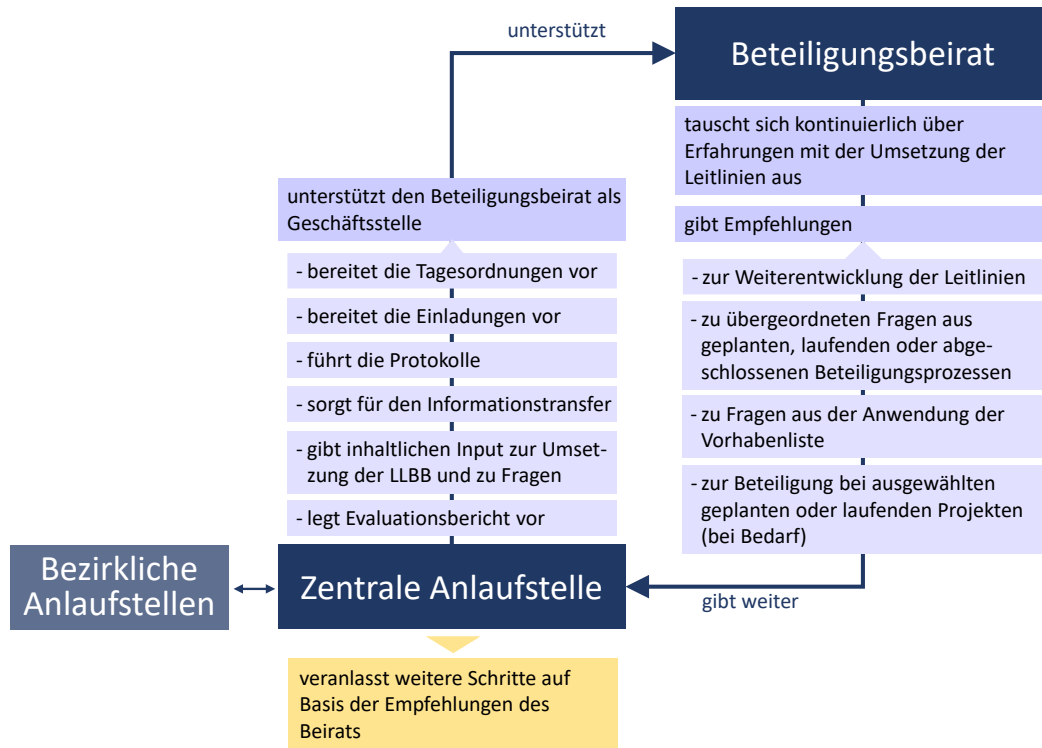 unterstützt
Beteiligungsbeirat
tauscht sich kontinuierlich über
Erfahrungen mit der Umsetzung der
Leitlinien aus
gibt Empfehlungen
- zur Weiterentwicklung der Leitlinien
- zu übergeordneten Fragen aus
geplanten, laufenden oder abge-
schlossenen Beteiligungsprozessen
- zu Fragen aus der Anwendung der
Vorhabenliste
- zur Beteiligung bei ausgewählten
geplanten oder laufenden Projekten
(bei Bedarf)
unterstützt den Beteiligungsbeirat als
Geschäftsstelle
- bereitet die Tagesordnungen vor
- bereitet die Einladungen vor
- führt die Protokolle
- sorgt für den Informationstransfer
- gibt inhaltlichen Input zur Umset-
zung der LLBB und zu Fragen
- legt Evaluationsbericht vor
Bezirkliche
Anlaufstellen
Zentrale Anlaufstelle
gibt weiter
veranlasst weitere Schritte auf
Basis der Empfehlungen des
Beirats